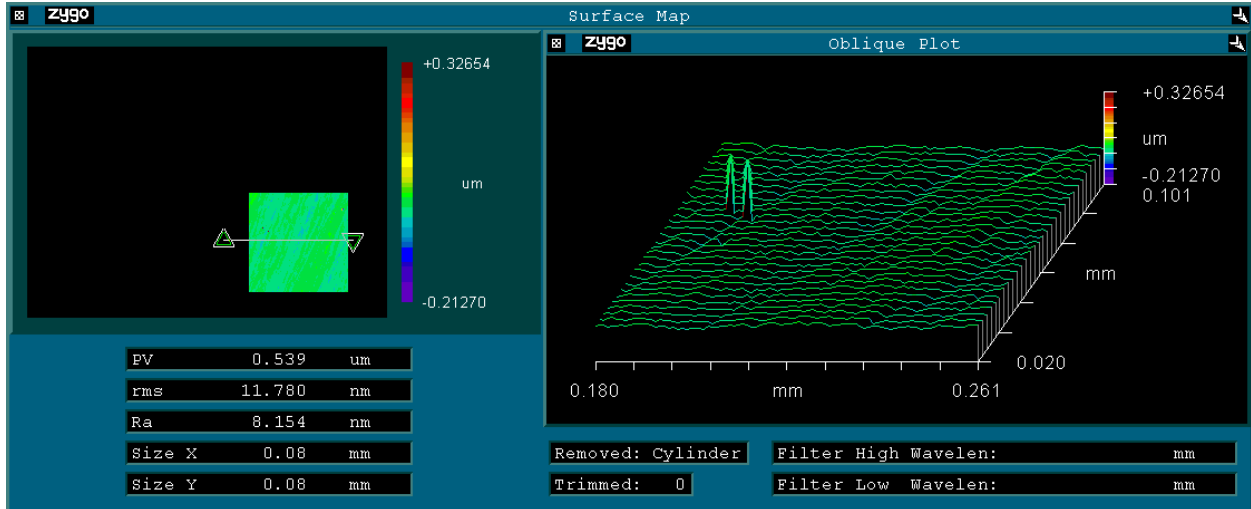 zygo
Surface Map
+0.32654
um
-0.21270
zygo
Oblique Plot
+0.32654
um
-0.21270
0.101
mm
0.020
0.180
mm
0.261
PV 0.539 um
rms 11.780 nm
Ra 8.154 nm
Size X 0.08 mm
Size Y 0.08 mm
Removed: Cylinder
Trimmed: 0
Filter High Wavelen: mm
Filter Low Wavelen: mm